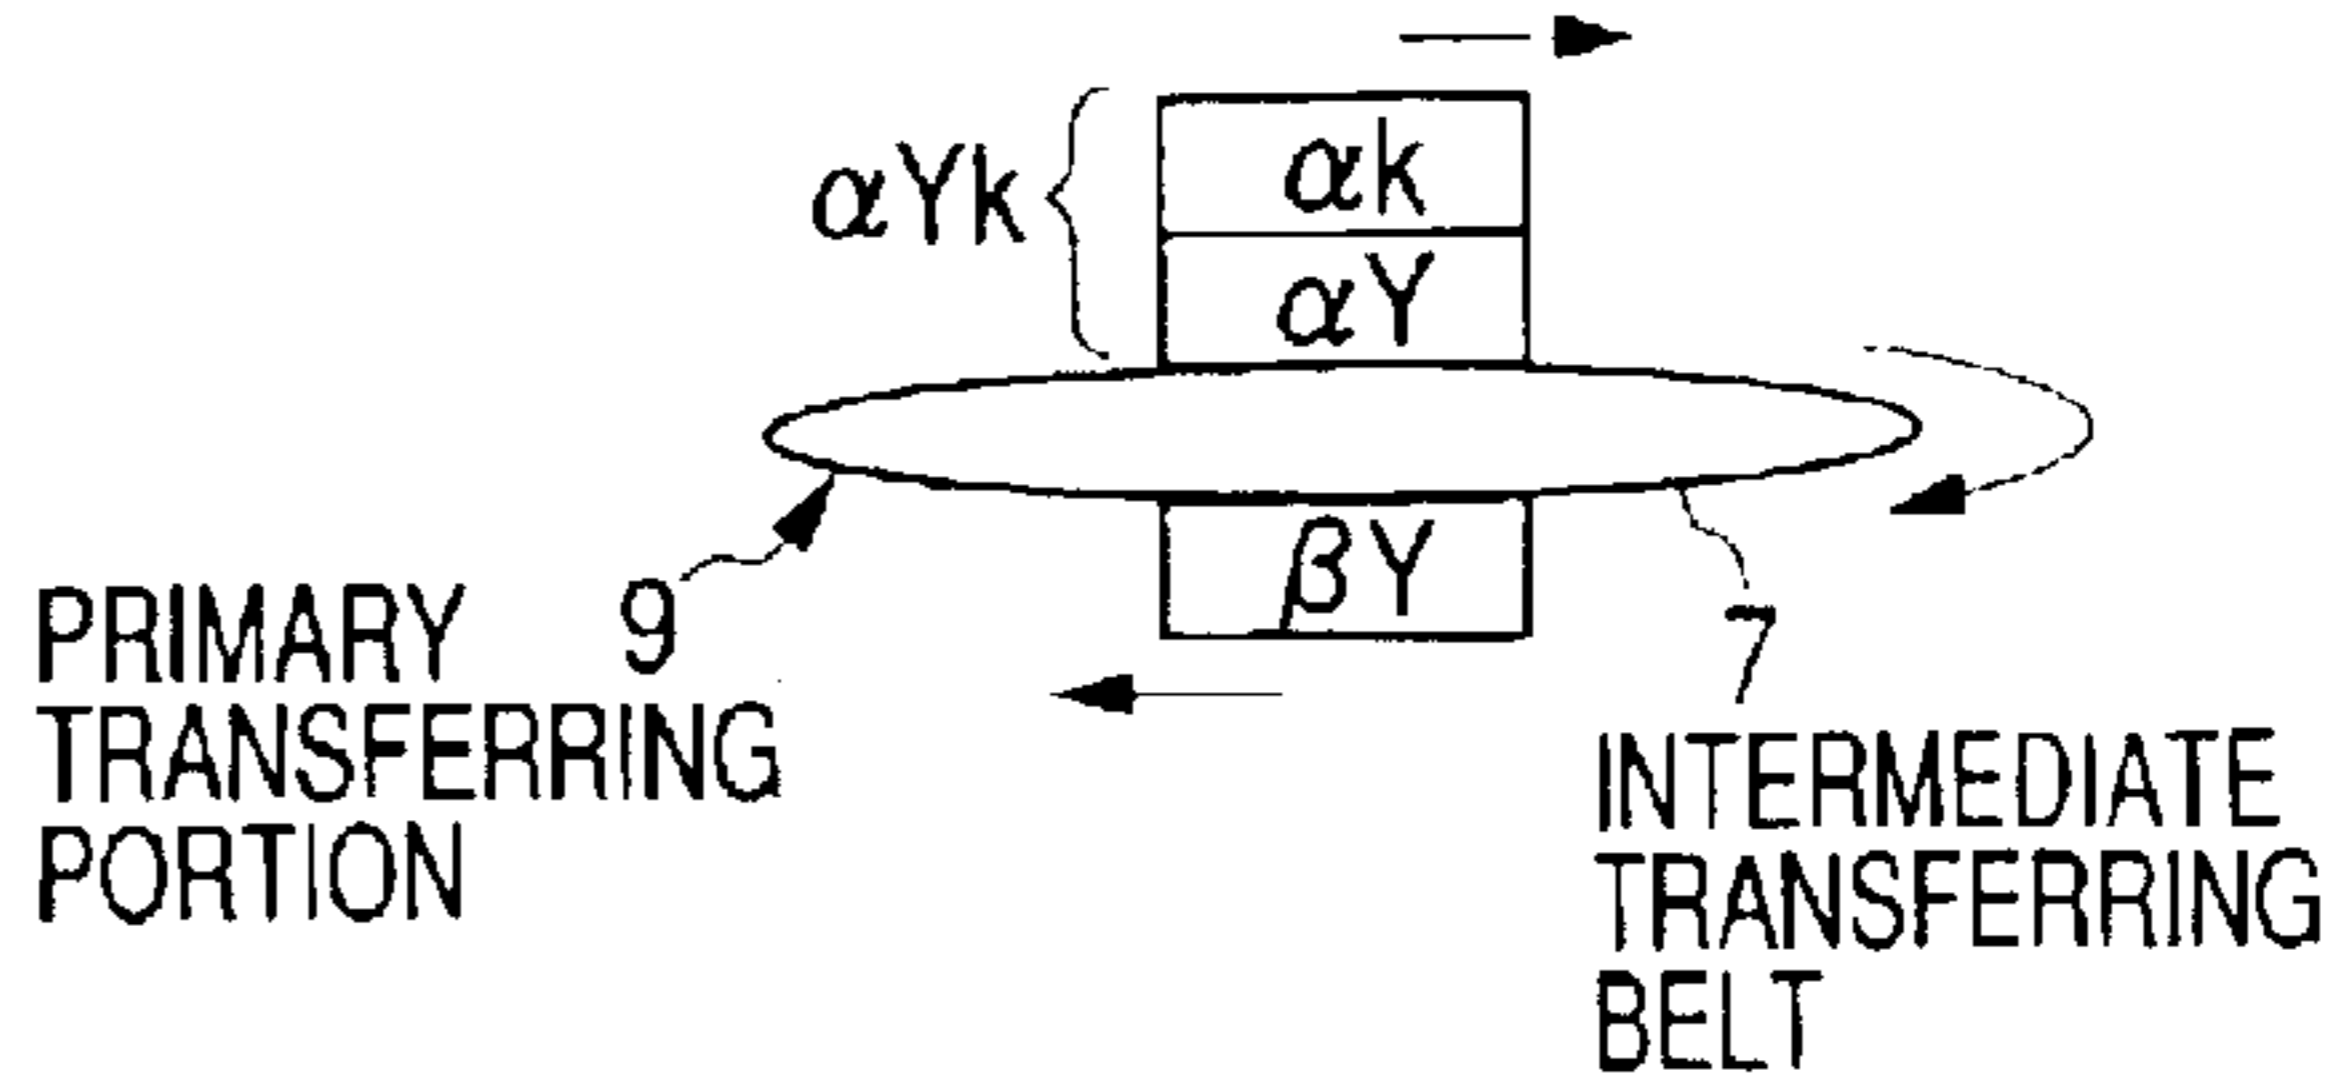 αk
αYk
αY
βY
9
PRIMARY
TRANSFERRING
PORTION
7
INTERMEDIATE
TRANSFERRING
BELT